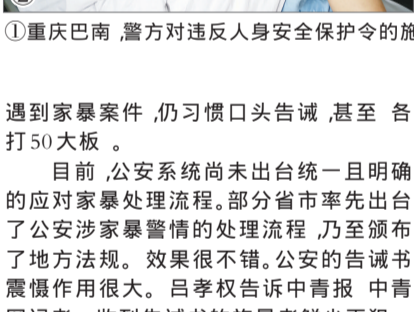 ①重庆巴南,警方对违反人身安全保护令的施
遇到家暴案件,仍习惯口头告诫,甚至 各
打50大板 。
目前,公安系统尚未出台统一且明确
的应对家暴处理流程。部分省市率先出台
了公安涉家暴警情的处理流程,乃至颁布
了地方法规。效果很不错。公安的告诫书
震慑作用很大。吕孝权告诉中青报 中青